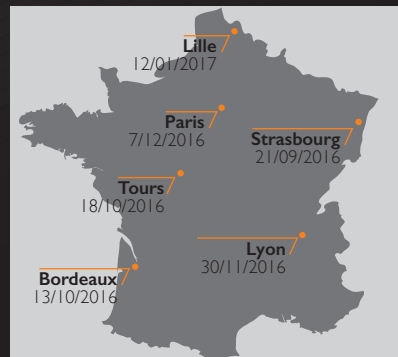 Lille
12/01/2017
Paris
7/12/2016
Strasbourg
21/09/2016
Tours
18/10/2016
Lyon
30/11/2016
Bordeaux
13/10/2016